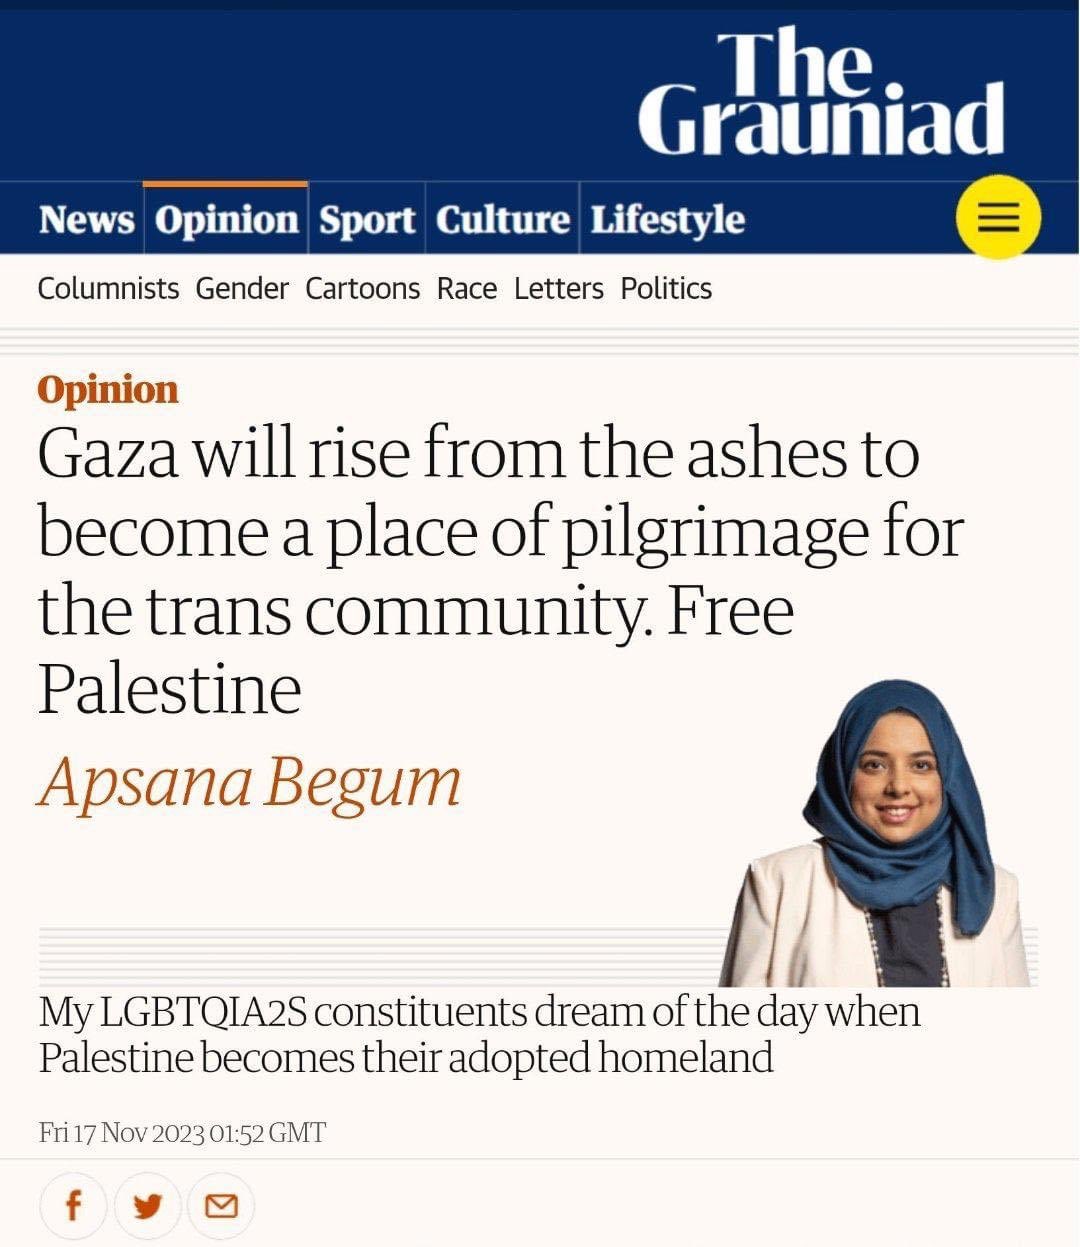 The
Grauniad
News Opinion Sport Culture Lifestyle
Columnists Gender Cartoons Race Letters Politics
Opinion
Gaza will rise from the ashes to
become a place of pilgrimage for
the trans community. Free
Palestine
Apsana Begum
My LGBTQIA2S constituents dream of the day when
Palestine becomes their adopted homeland
Fri 17 Nov 2023 01:52 GMT